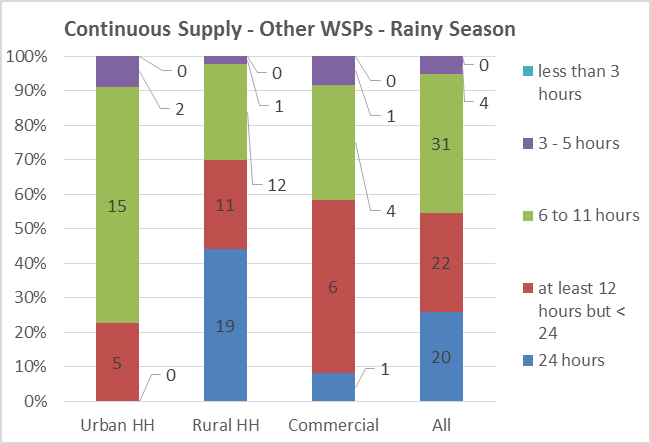 Continuous Supply - Other WSPs - Rainy Season
100%
90%
80%
70%
60%
50%
40%
30%
20%
10%
0%
0
2
15
5
0
0
1
12
11
19
0
1
4
6
1
0
4
31
22
20
Urban HH
Rural HH
Commercial
All
less than 3
hours
3 - 5 hours
6 to 11 hours
at least 12
hours but <
24
24 hours